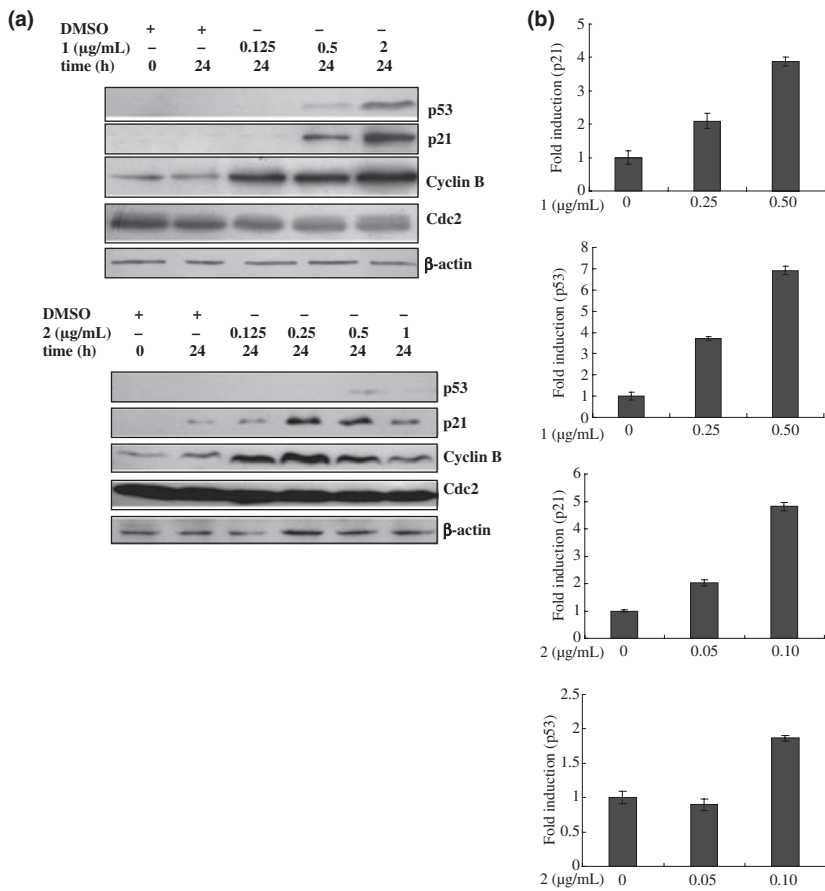 (a)
DMSO + + – – –
1 (µg/mL) – – 0.125 0.5 2
time (h) 0 24 24 24 24
p53
p21
Cyclin B
Cdc2
β-actin
DMSO + + – – – –
2 (µg/mL) – – 0.125 0.25 0.5 1
time (h) 0 24 24 24 24 24
p53
p21
Cyclin B
Cdc2
β-actin
(b)
Fold induction (p21)
5
4
3
2
1
0
1 (µg/mL) 0 0.25 0.50
Fold induction (p53)
8
7
6
5
4
3
2
1
0
1 (µg/mL) 0 0.25 0.50
Fold induction (p21)
6
5
4
3
2
1
0
2 (µg/mL) 0 0.05 0.10
Fold induction (p53)
2.5
2
1.5
1
0.5
0
2 (µg/mL) 0 0.05 0.10